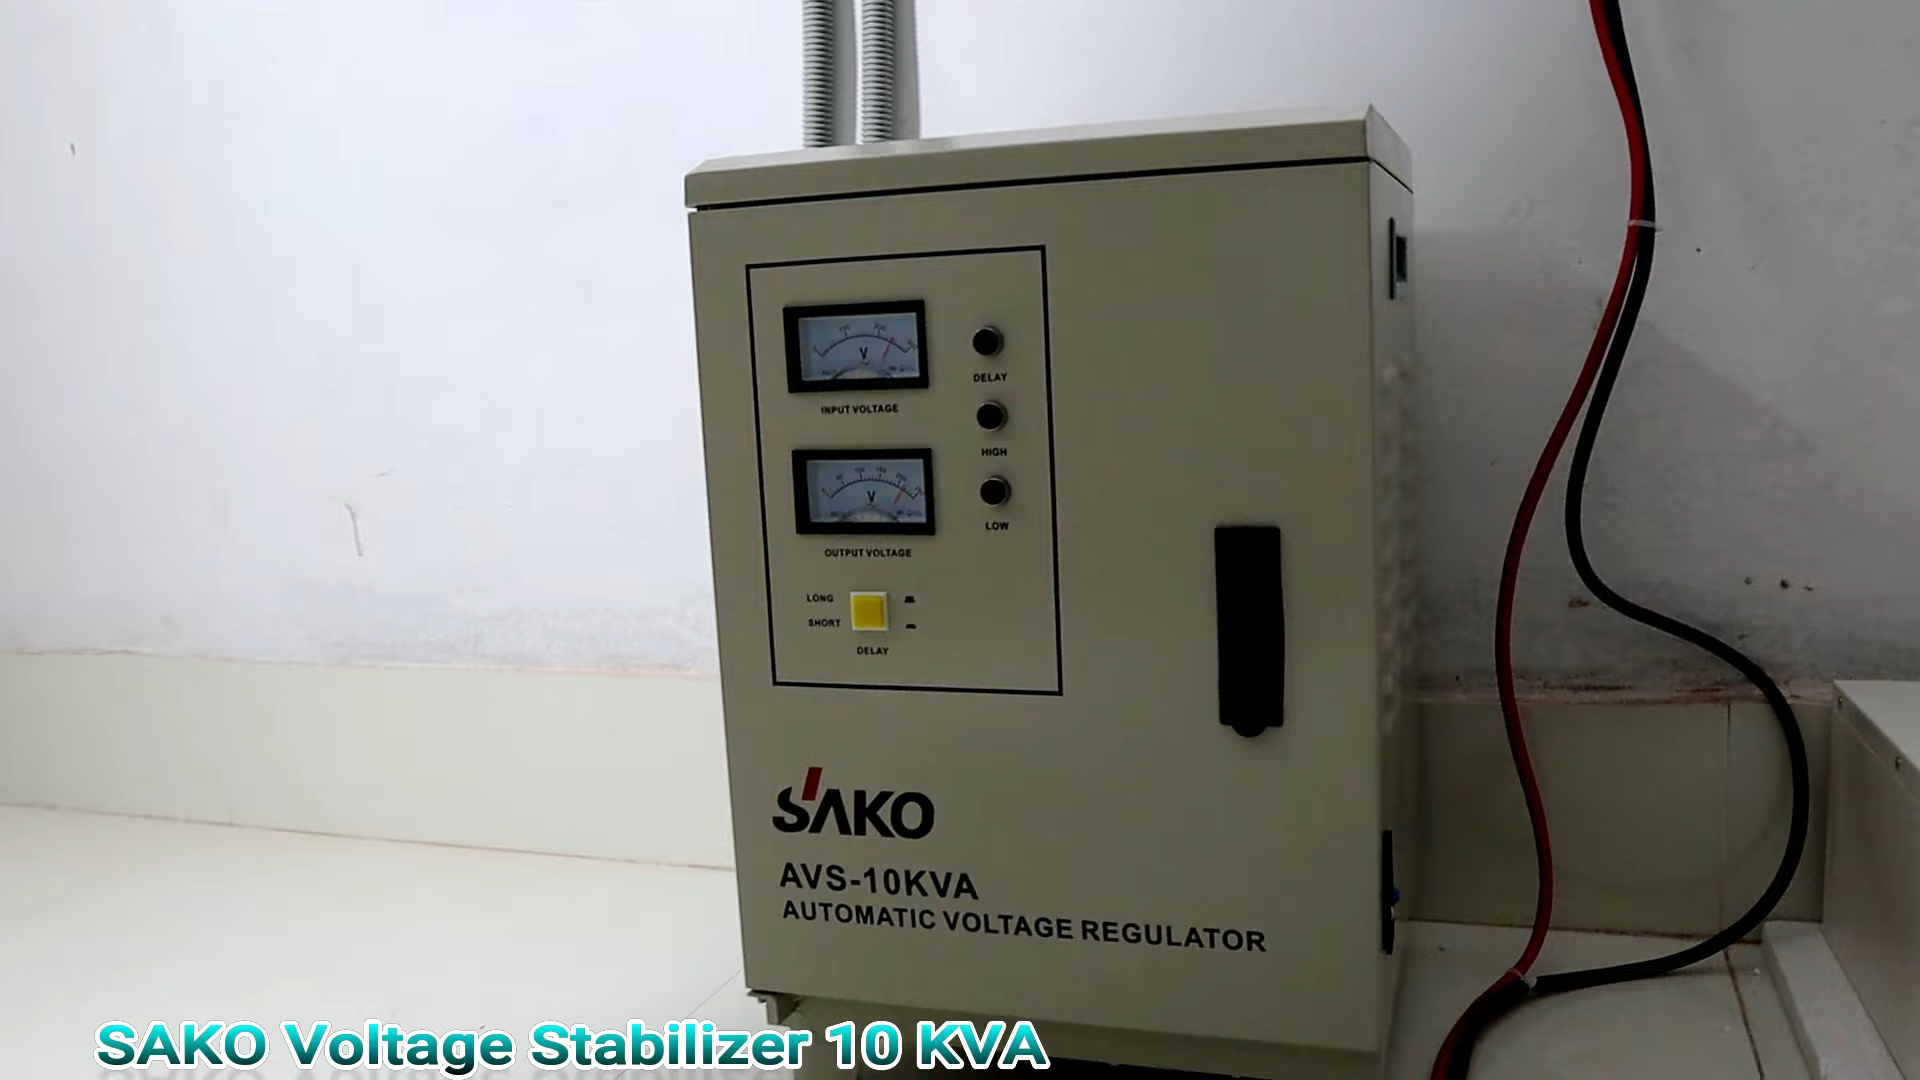 V
INPUT VOLTAGE
DELAY
HIGH
V
OUTPUT VOLTAGE
LOW
LONG
SHORT
DELAY
SAKO
AVS-10KVA
AUTOMATIC VOLTAGE REGULATOR
SAKO Voltage Stabilizer 10 KVA